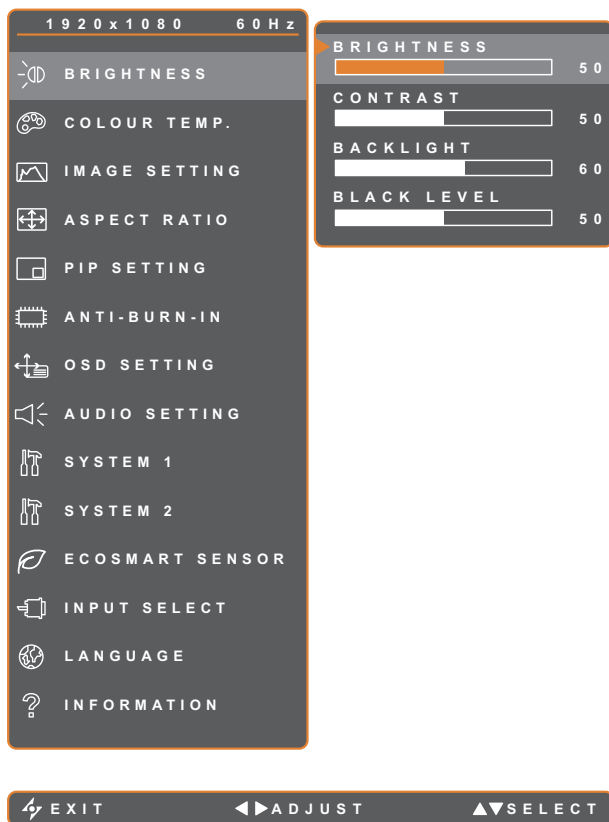 1920x1080 60Hz
BRIGHTNESS
COLOUR TEMP.
IMAGE SETTING
ASPECT RATIO
PIP SETTING
ANTI-BURN-IN
OSD SETTING
AUDIO SETTING
SYSTEM 1
SYSTEM 2
ECOSMART SENSOR
INPUT SELECT
LANGUAGE
INFORMATION
BRIGHTNESS
50
CONTRAST
50
BACKLIGHT
60
BLACK LEVEL
50
EXIT ◀▶ADJUST ▲▼SELECT